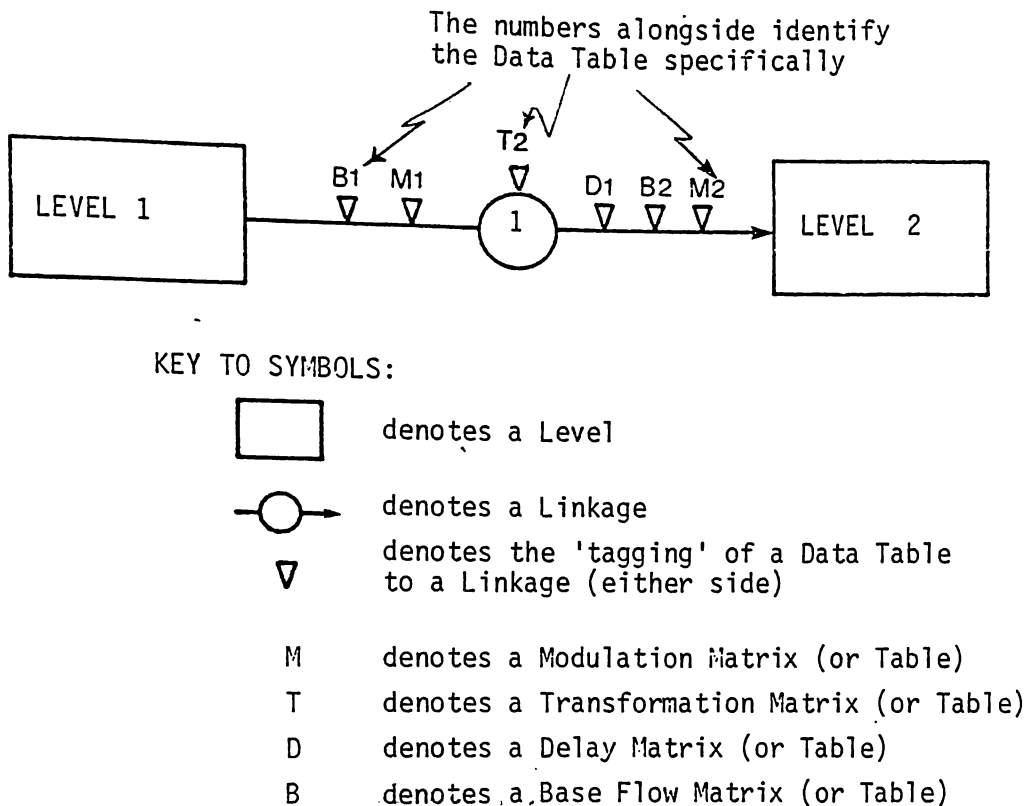 The numbers alongside identify
the Data Table specifically
T2
B1 M1
D1 B2 M2
LEVEL 1
1
LEVEL 2
KEY TO SYMBOLS:
denotes a Level
denotes a Linkage
denotes the 'tagging' of a Data Table
to a Linkage (either side)
M denotes a Modulation Matrix (or Table)
T denotes a Transformation Matrix (or Table)
D denotes a Delay Matrix (or Table)
B denotes a Base Flow Matrix (or Table)